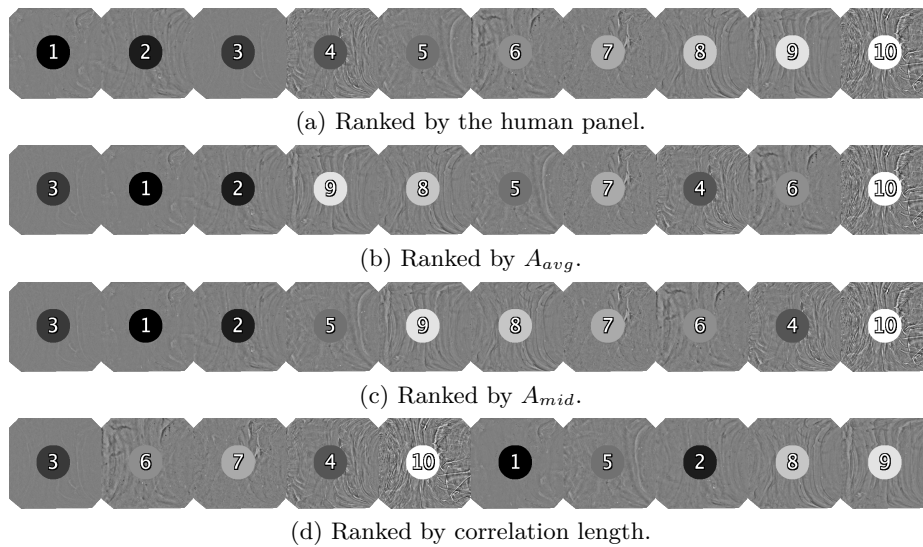 1 2 3 4 5 6 7 8 9 10
(a) Ranked by the human panel.
3 1 2 9 8 5 7 4 6 10
(b) Ranked by A_avg.
3 1 2 5 9 8 7 6 4 10
(c) Ranked by A_mid.
3 6 7 4 10 1 5 2 8 9
(d) Ranked by correlation length.